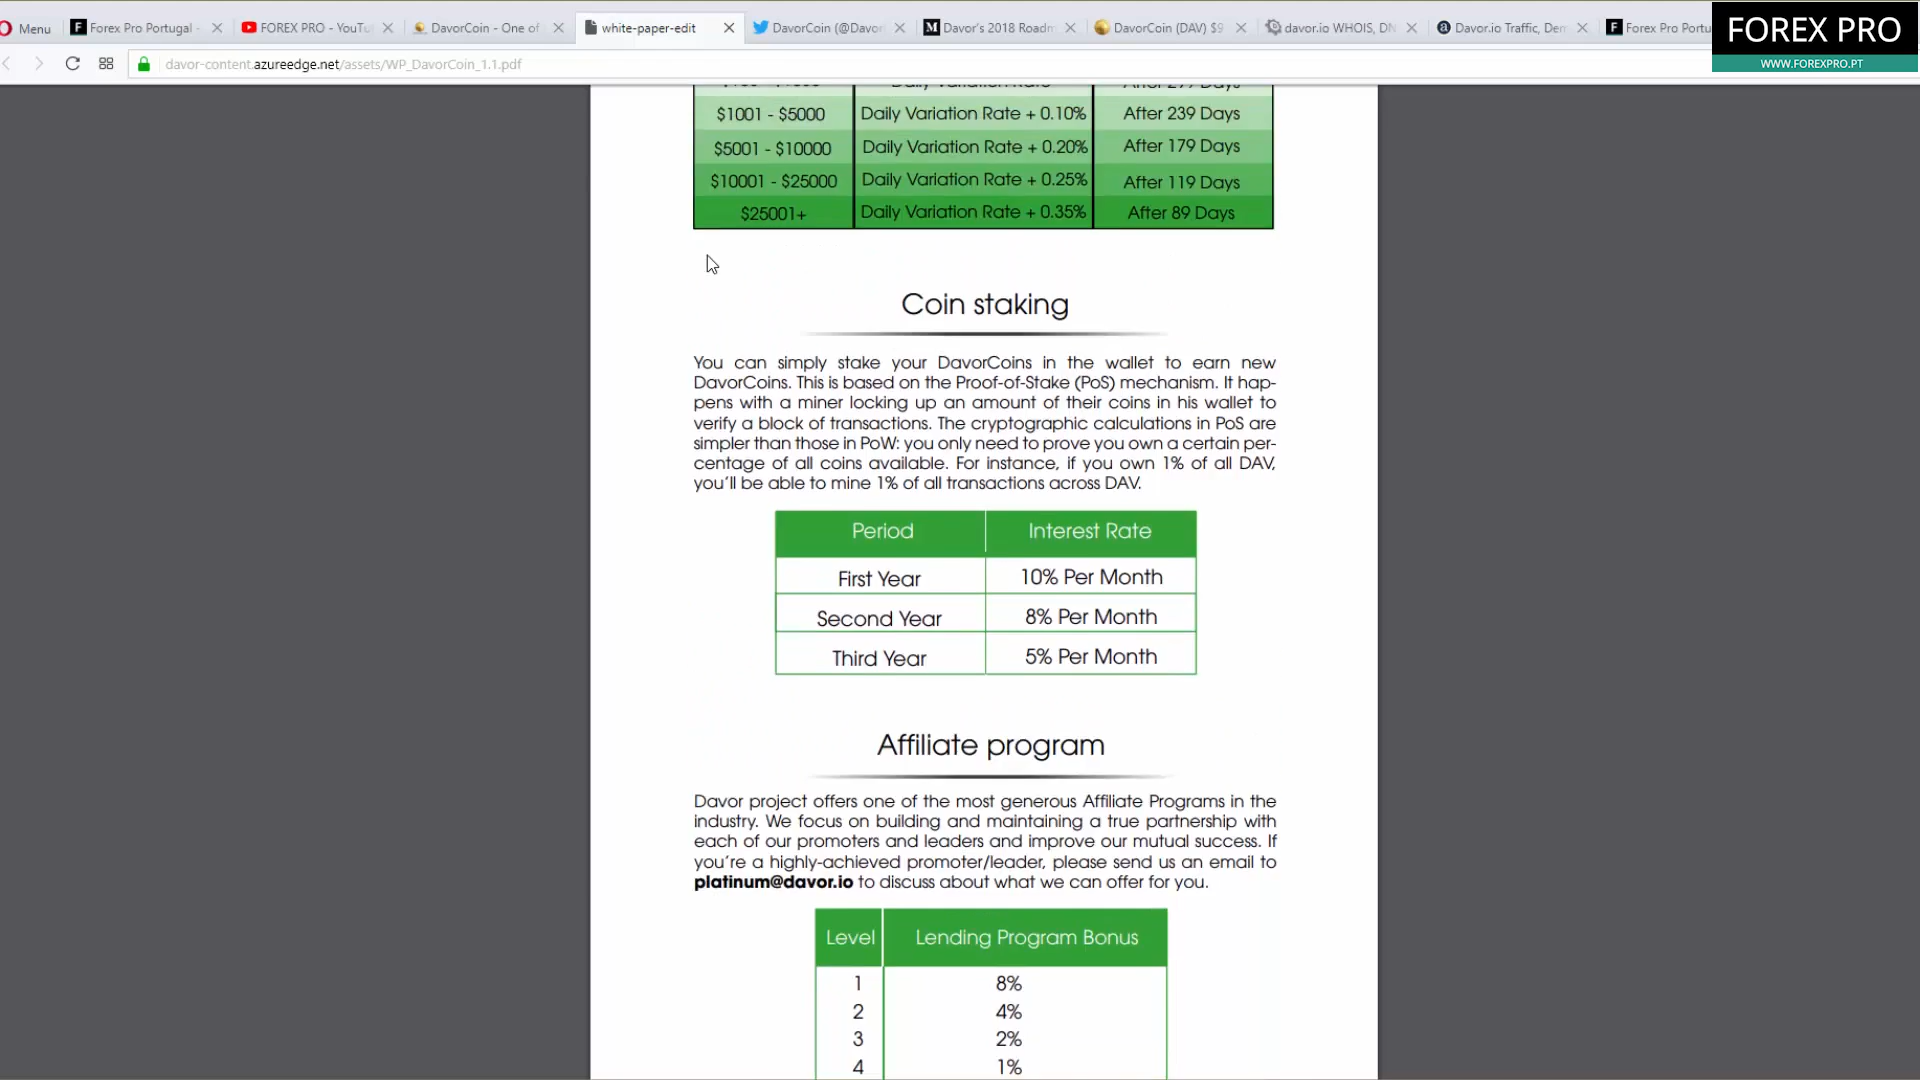 Menu
Forex Pro Portugal -
FOREX PRO - YouTu
DavorCoin - One of
white-paper-edit
DavorCoin (@Davor
Davor's 2018 Roadm
DavorCoin (DAV) $9
davor.io WHOIS, DN
Davor.io Traffic, Dem
Forex Pro Portu
FOREX PRO
WWW.FOREXPRO.PT
davor-content.azureedge.net/assets/WP_DavorCoin_1.1.pdf
$1001 - $5000 Daily Variation Rate + 0.10% After 239 Days
$5001 - $10000 Daily Variation Rate + 0.20% After 179 Days
$10001 - $25000 Daily Variation Rate + 0.25% After 119 Days
$25001+ Daily Variation Rate + 0.35% After 89 Days
Coin staking
You can simply stake your DavorCoins in the wallet to earn new
DavorCoins. This is based on the Proof-of-Stake (PoS) mechanism. It hap-
pens with a miner locking up an amount of their coins in his wallet to
verify a block of transactions. The cryptographic calculations in PoS are
simpler than those in PoW: you only need to prove you own a certain per-
centage of all coins available. For instance, if you own 1% of all DAV,
you'll be able to mine 1% of all transactions across DAV.
Period Interest Rate
First Year 10% Per Month
Second Year 8% Per Month
Third Year 5% Per Month
Affiliate program
Davor project offers one of the most generous Affiliate Programs in the
industry. We focus on building and maintaining a true partnership with
each of our promoters and leaders and improve our mutual success. If
you're a highly-achieved promoter/leader, please send us an email to
platinum@davor.io to discuss about what we can offer for you.
Level Lending Program Bonus
1 8%
2 4%
3 2%
4 1%